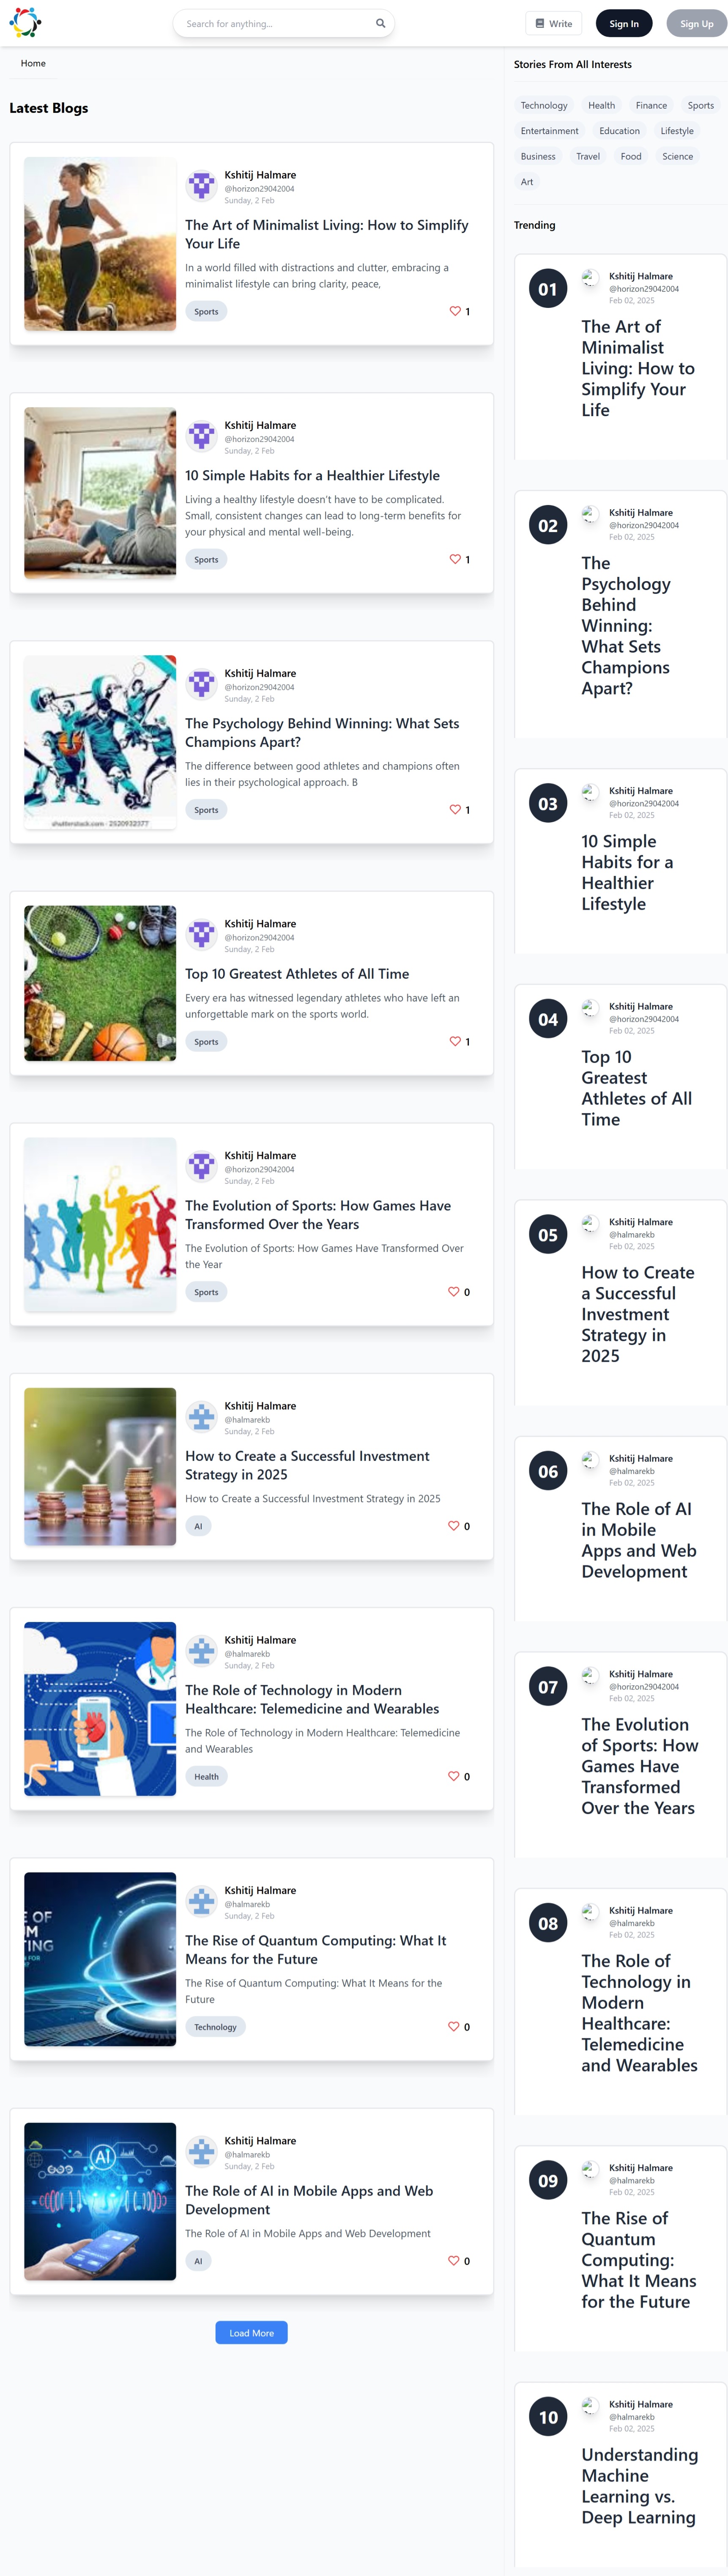 Search for anything...
Write
Sign In
Sign Up
Home
Latest Blogs
Kshitij Halmare
@horizon29042004
Sunday, 2 Feb
The Art of Minimalist Living: How to Simplify
Your Life
In a world filled with distractions and clutter, embracing a
minimalist lifestyle can bring clarity, peace,
Sports
1
Kshitij Halmare
@horizon29042004
Sunday, 2 Feb
10 Simple Habits for a Healthier Lifestyle
Living a healthy lifestyle doesn't have to be complicated.
Small, consistent changes can lead to long-term benefits for
your physical and mental well-being.
Sports
1
shutterstock.com · 2520932377
Kshitij Halmare
@horizon29042004
Sunday, 2 Feb
The Psychology Behind Winning: What Sets
Champions Apart?
The difference between good athletes and champions often
lies in their psychological approach. B
Sports
1
Kshitij Halmare
@horizon29042004
Sunday, 2 Feb
Top 10 Greatest Athletes of All Time
Every era has witnessed legendary athletes who have left an
unforgettable mark on the sports world.
Sports
1
Kshitij Halmare
@horizon29042004
Sunday, 2 Feb
The Evolution of Sports: How Games Have
Transformed Over the Years
The Evolution of Sports: How Games Have Transformed Over
the Year
Sports
0
Kshitij Halmare
@halmarekb
Sunday, 2 Feb
How to Create a Successful Investment
Strategy in 2025
How to Create a Successful Investment Strategy in 2025
AI
0
Kshitij Halmare
@halmarekb
Sunday, 2 Feb
The Role of Technology in Modern
Healthcare: Telemedicine and Wearables
The Role of Technology in Modern Healthcare: Telemedicine
and Wearables
Health
0
E OF
M
TING
FOR
Kshitij Halmare
@halmarekb
Sunday, 2 Feb
The Rise of Quantum Computing: What It
Means for the Future
The Rise of Quantum Computing: What It Means for the
Future
Technology
0
AI
Kshitij Halmare
@halmarekb
Sunday, 2 Feb
The Role of AI in Mobile Apps and Web
Development
The Role of AI in Mobile Apps and Web Development
AI
0
Load More
Stories From All Interests
Technology
Health
Finance
Sports
Entertainment
Education
Lifestyle
Business
Travel
Food
Science
Art
Trending
01
Kshitij Halmare
@horizon29042004
Feb 02, 2025
The Art of
Minimalist
Living: How to
Simplify Your
Life
02
Kshitij Halmare
@horizon29042004
Feb 02, 2025
The
Psychology
Behind
Winning:
What Sets
Champions
Apart?
03
Kshitij Halmare
@horizon29042004
Feb 02, 2025
10 Simple
Habits for a
Healthier
Lifestyle
04
Kshitij Halmare
@horizon29042004
Feb 02, 2025
Top 10
Greatest
Athletes of All
Time
05
Kshitij Halmare
@halmarekb
Feb 02, 2025
How to Create
a Successful
Investment
Strategy in
2025
06
Kshitij Halmare
@halmarekb
Feb 02, 2025
The Role of AI
in Mobile
Apps and Web
Development
07
Kshitij Halmare
@horizon29042004
Feb 02, 2025
The Evolution
of Sports: How
Games Have
Transformed
Over the Years
08
Kshitij Halmare
@halmarekb
Feb 02, 2025
The Role of
Technology in
Modern
Healthcare:
Telemedicine
and Wearables
09
Kshitij Halmare
@halmarekb
Feb 02, 2025
The Rise of
Quantum
Computing:
What It Means
for the Future
10
Kshitij Halmare
@halmarekb
Feb 02, 2025
Understanding
Machine
Learning vs.
Deep Learning